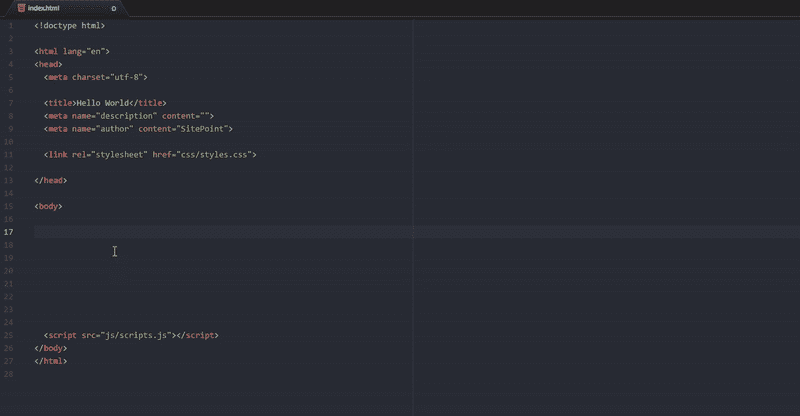 index.html
1 <!doctype html>
2
3 <html lang="en">
4 <head>
5 <meta charset="utf-8">
6
7 <title>Hello World</title>
8 <meta name="description" content="">
9 <meta name="author" content="SitePoint">
10
11 <link rel="stylesheet" href="css/styles.css">
12
13 </head>
14
15 <body>
16
17
18
19
20
21
22
23
24
25 <script src="js/scripts.js"></script>
26 </body>
27 </html>
28